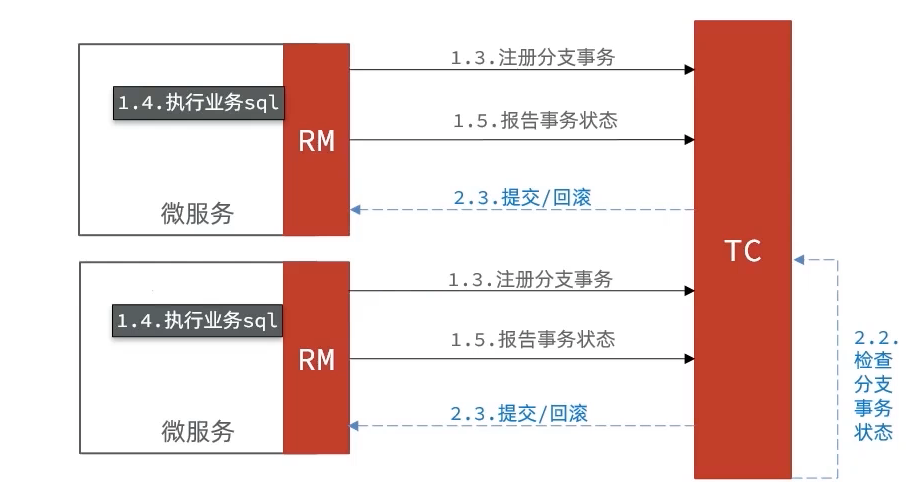 1.3.注册分支事务
1.4.执行业务sql
1.5.报告事务状态
RM
2.3.提交/回滚
微服务
TC
1.3.注册分支事务
1.4.执行业务sql
1.5.报告事务状态
RM
2.3.提交/回滚
微服务
2.2.
检查
分支
事务
状态